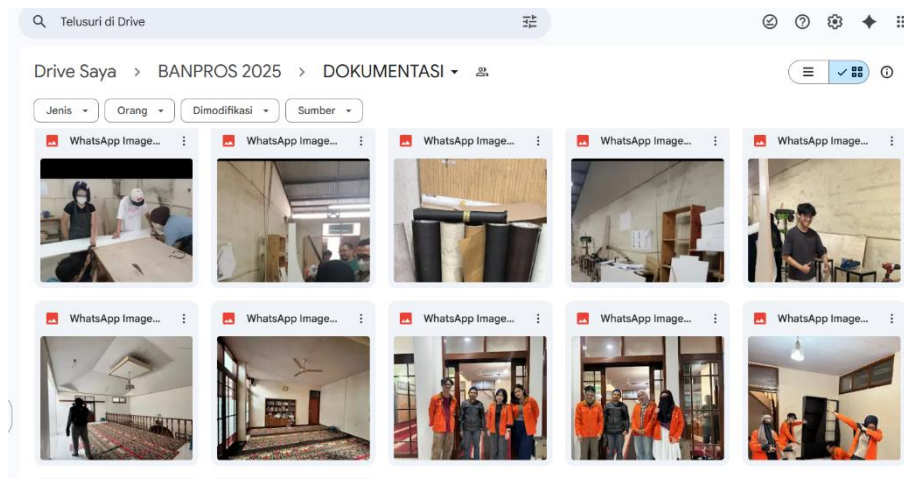 Telusuri di Drive
Drive Saya > BANPROS 2025 > DOKUMENTASI
Jenis Orang Dimodifikasi Sumber
WhatsApp Image... WhatsApp Image... WhatsApp Image... WhatsApp Image... WhatsApp Image...
WhatsApp Image... WhatsApp Image... WhatsApp Image... WhatsApp Image... WhatsApp Image...